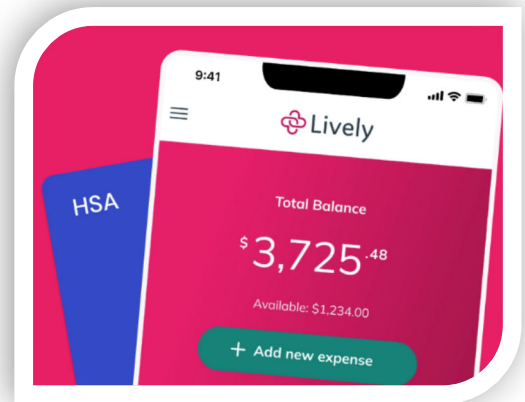 9:41
Lively
HSA
Total Balance
$3,725.48
Available: $1,234.00
+ Add new expense